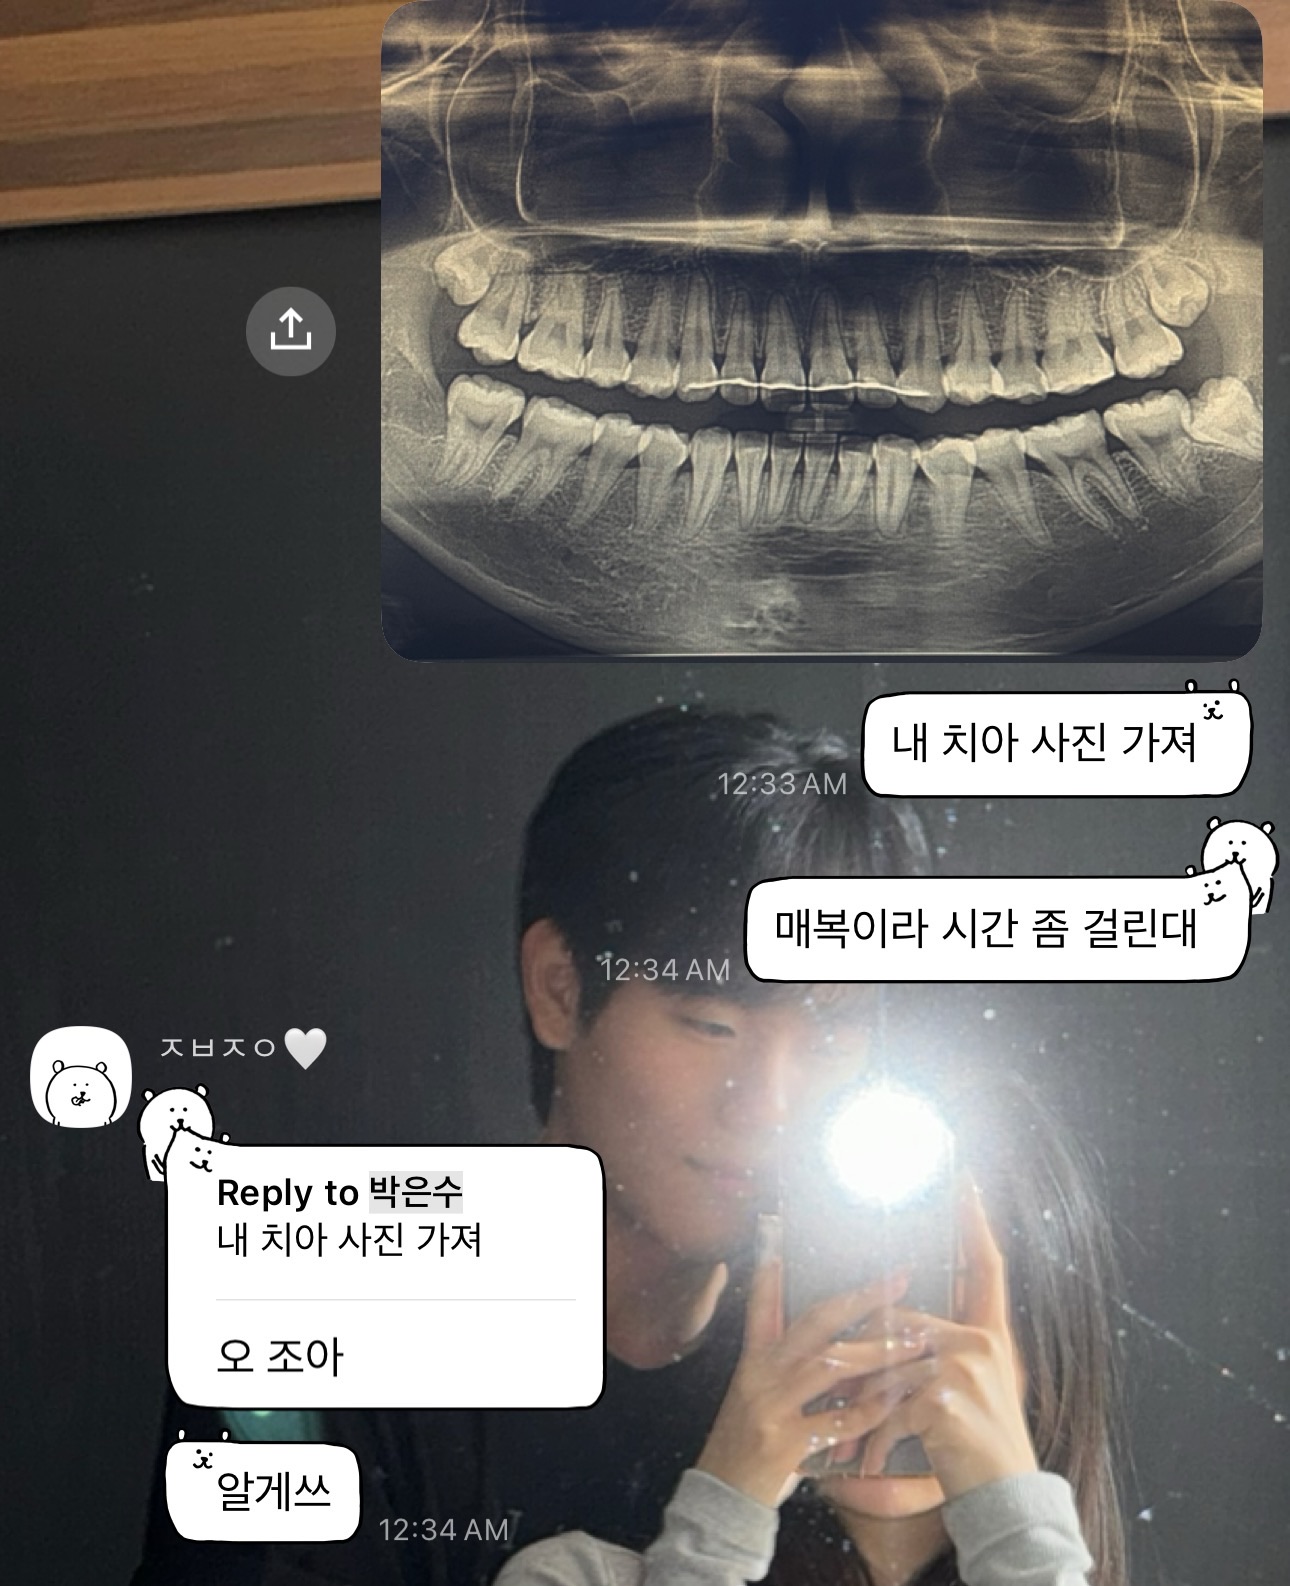 내 치아 사진 가져
12:33 AM
매복이라 시간 좀 걸린대
12:34 AM
ㅈㅂㅈㅇ🤍
Reply to 박은수
내 치아 사진 가져
오 조아
알게쓰
12:34 AM